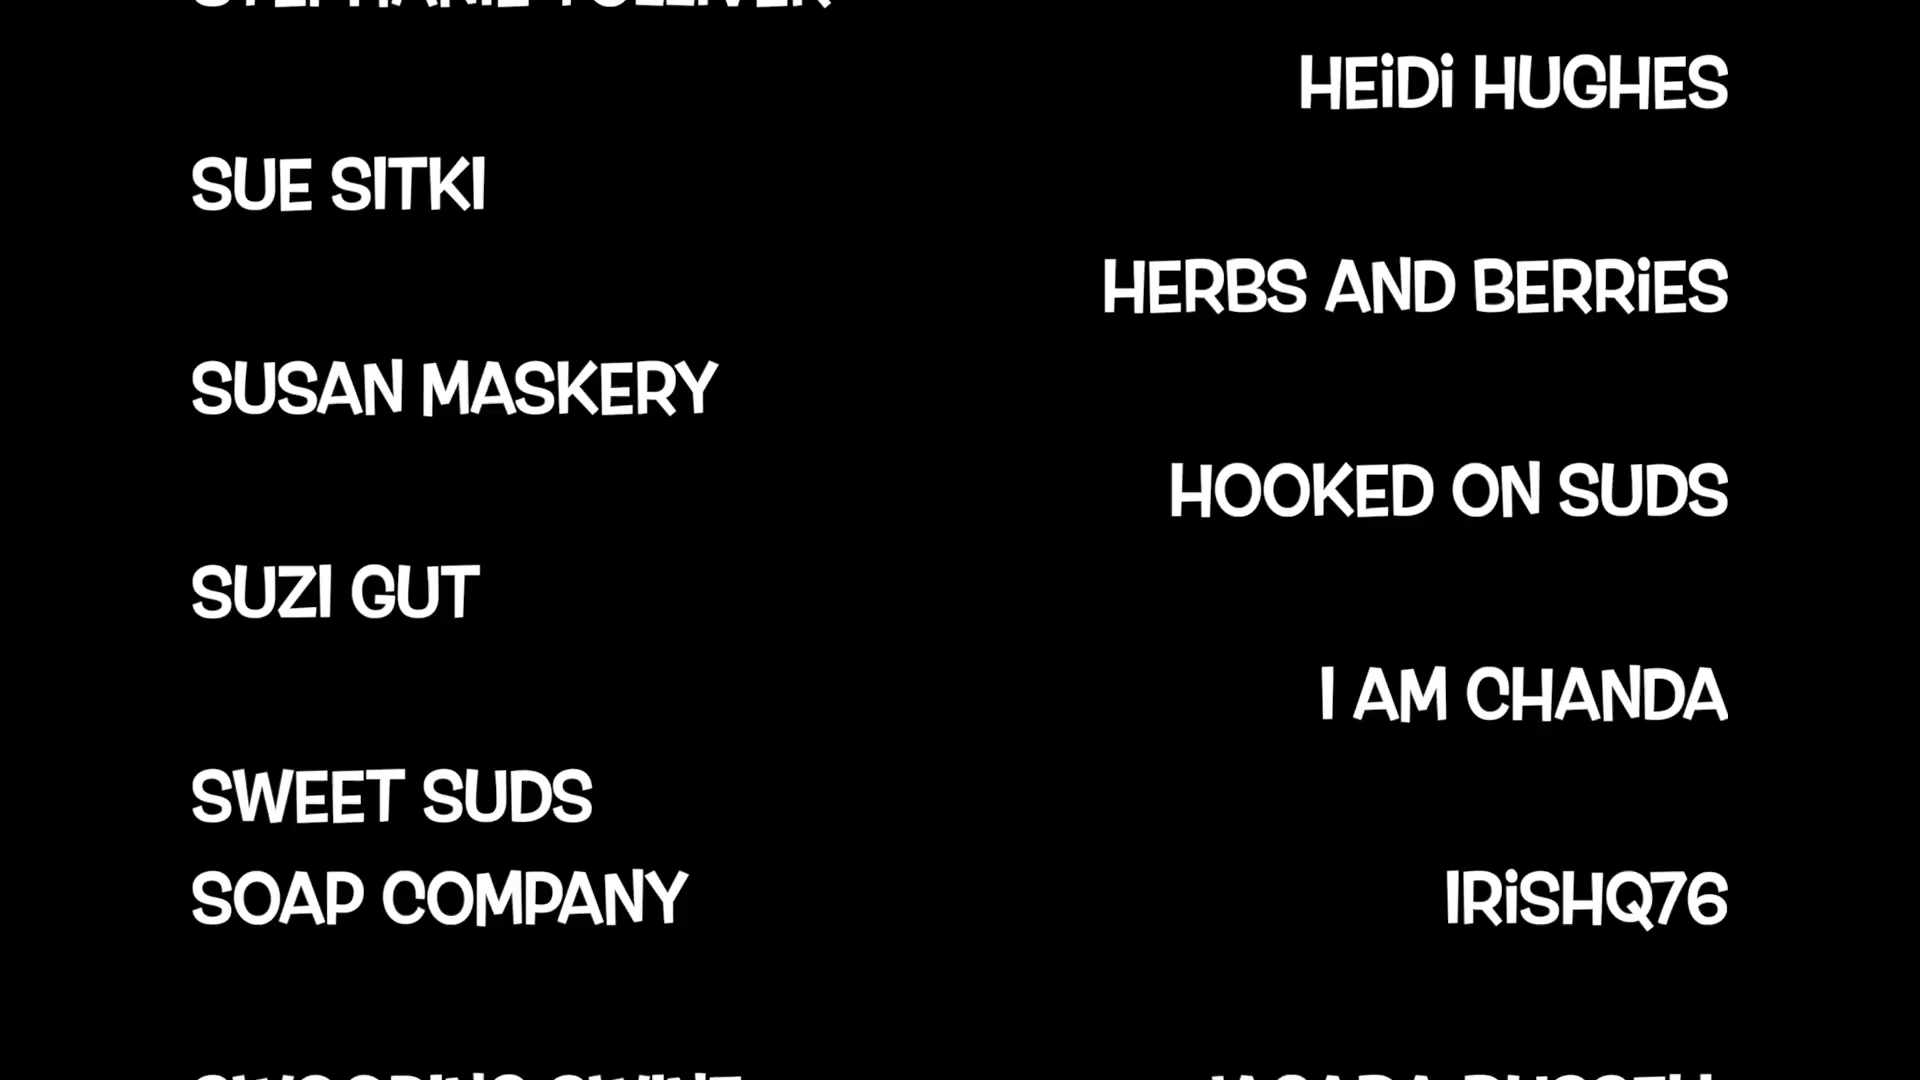 SUE SITKI
SUSAN MASKERY
SUZI GUT
SWEET SUDS
SOAP COMPANY
HEiDi HUGHES
HERBS AND BERRiES
HOOKED ON SUDS
I AM CHANDA
IRiSHQ76